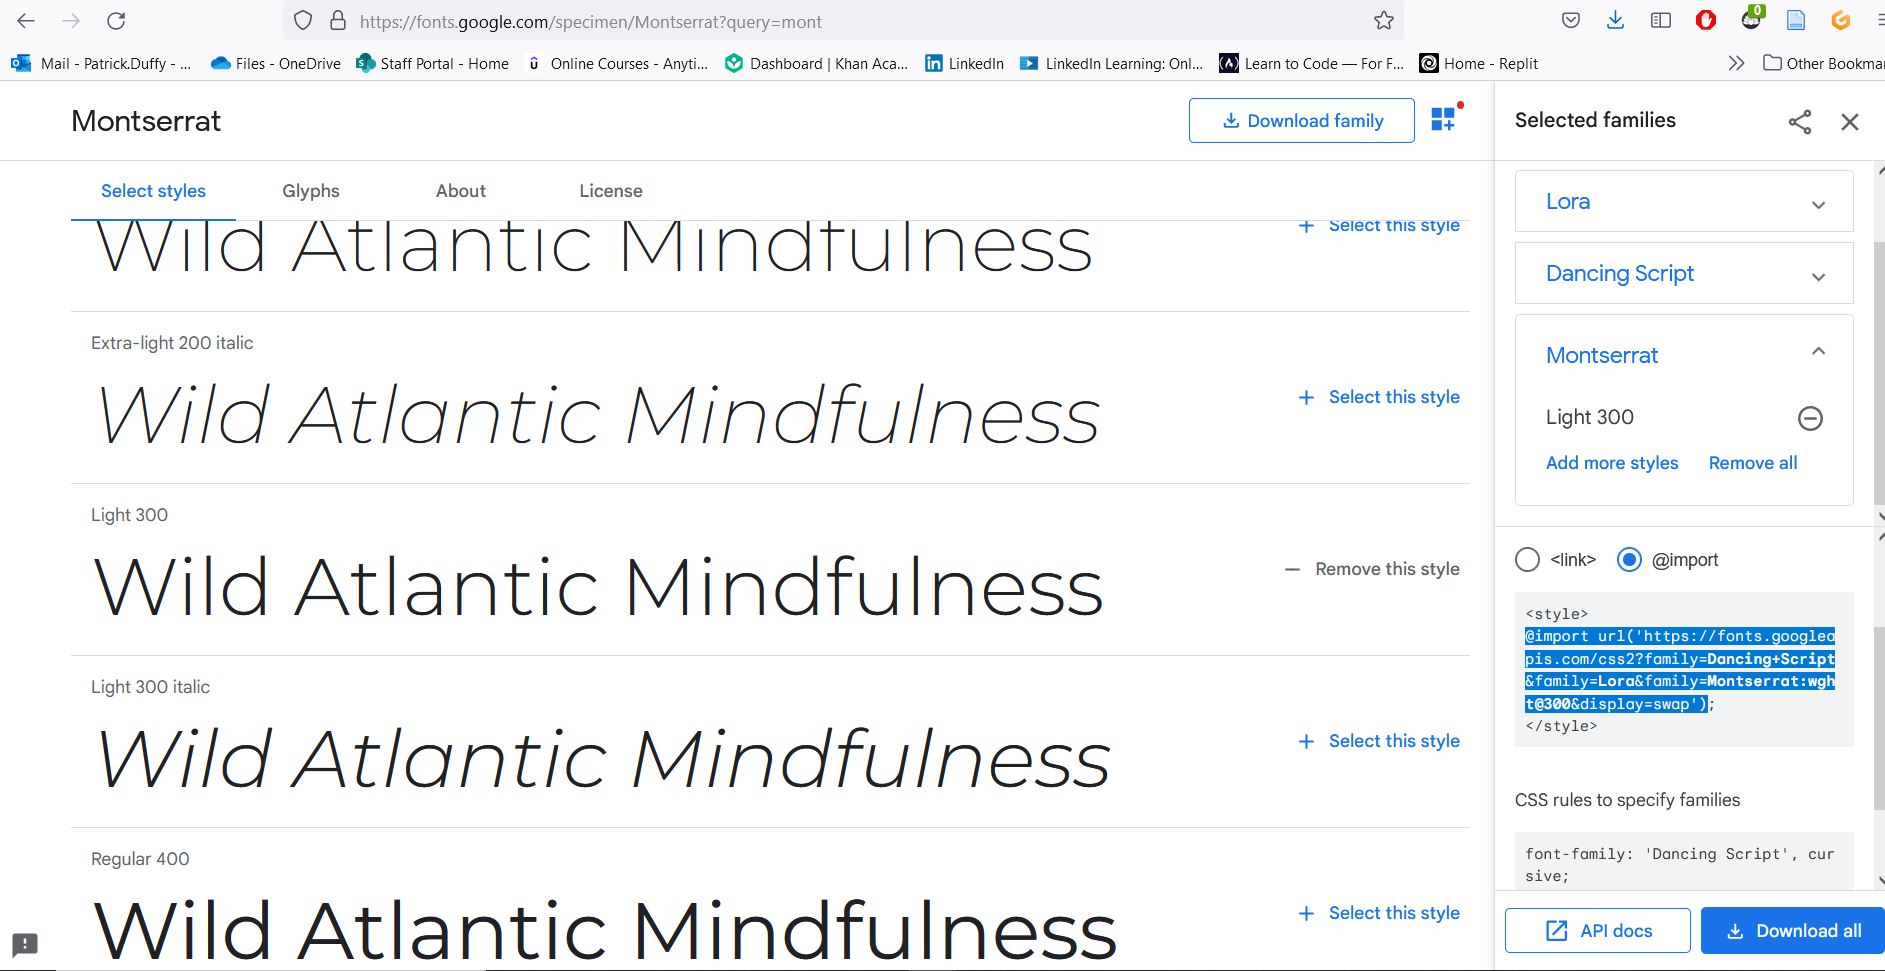 https://fonts.google.com/specimen/Montserrat?query=mont
0
Mail - Patrick.Duffy - ...
Files - OneDrive
Staff Portal - Home
Online Courses - Anyti...
Dashboard | Khan Aca...
LinkedIn
LinkedIn Learning: Onl...
Learn to Code — For F...
Home - Replit
Other Bookma
Montserrat
Download family
Select styles
Glyphs
About
License
Wild Atlantic Mindfulness
Select this style
Extra-light 200 italic
Wild Atlantic Mindfulness
Select this style
Light 300
Wild Atlantic Mindfulness
Remove this style
Light 300 italic
Wild Atlantic Mindfulness
Select this style
Regular 400
Wild Atlantic Mindfulness
Select this style
Selected families
Lora
Dancing Script
Montserrat
Light 300
Add more styles
Remove all
<link>
@import
<style>
@import url('https://fonts.googlea
pis.com/css2?family=Dancing+Script
&family=Lora&family=Montserrat:wgh
t@300&display=swap');
</style>
CSS rules to specify families
font-family: 'Dancing Script', cur
sive;
API docs
Download all